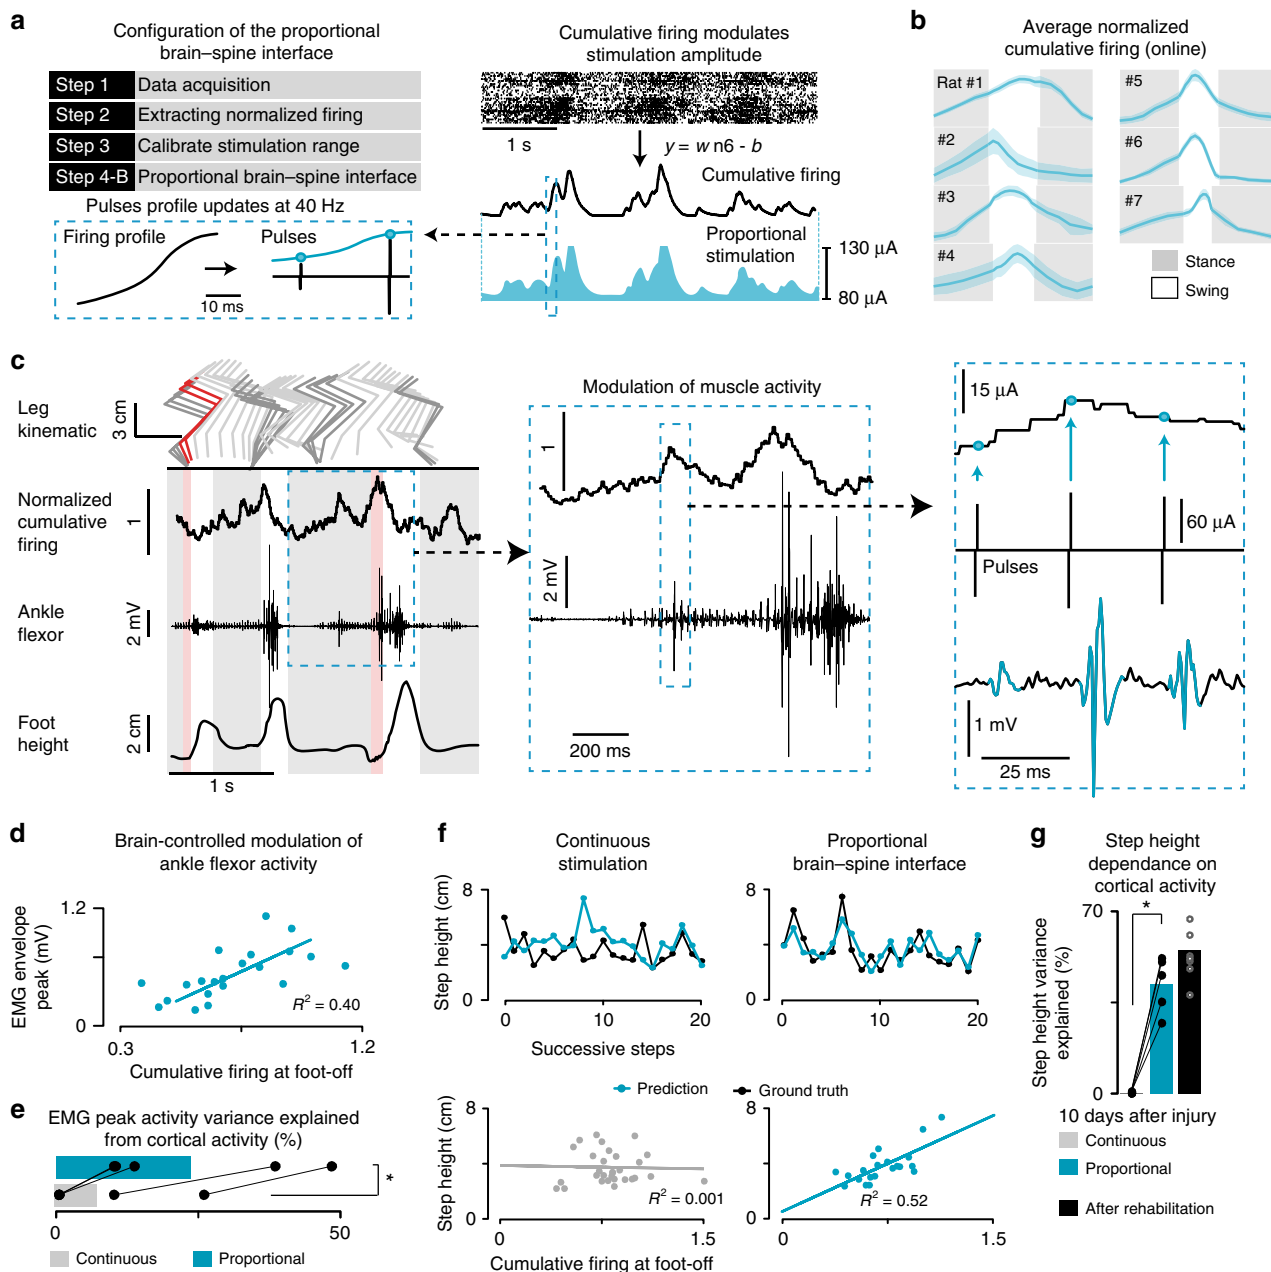 a
Configuration of the proportional
brain–spine interface
Step 1 Data acquisition
Step 2 Extracting normalized firing
Step 3 Calibrate stimulation range
Step 4-B Proportional brain–spine interface
Pulses profile updates at 40 Hz
Firing profile
Pulses
10 ms
Cumulative firing modulates
stimulation amplitude
1 s
y = w n6 - b
Cumulative firing
Proportional
stimulation
130 µA
80 µA
b
Average normalized
cumulative firing (online)
Rat #1
#2
#3
#4
#5
#6
#7
Stance
Swing
c
Leg
kinematic
3 cm
Normalized
cumulative
firing
1
Ankle
flexor
2 mV
Foot
height
2 cm
1 s
Modulation of muscle activity
1
2 mV
200 ms
15 µA
60 µA
Pulses
1 mV
25 ms
d
Brain-controlled modulation of
ankle flexor activity
EMG envelope
peak (mV)
1.2
0
0.3
1.2
R² = 0.40
Cumulative firing at foot-off
e
EMG peak activity variance explained
from cortical activity (%)
*
0
50
Continuous
Proportional
f
Continuous
stimulation
Step height (cm)
8
0
0
10
20
Proportional
brain–spine interface
Step height (cm)
8
0
0
10
20
Successive steps
Prediction
Ground truth
Step height (cm)
8
0
0
1.5
R² = 0.001
Cumulative firing at foot-off
8
0
0
1.5
R² = 0.52
g
Step height
dependance on
cortical activity
*
Step height variance
explained (%)
70
0
10 days after injury
Continuous
Proportional
After rehabilitation